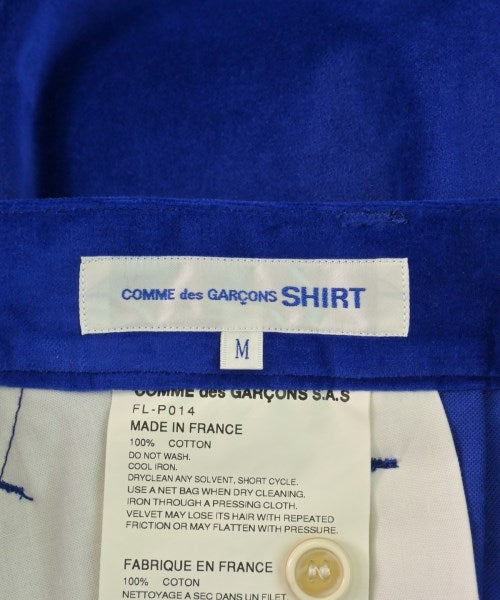 COMME des GARÇONS SHIRT
M
COMME des GARÇONS S.A.S
FL-P014
MADE IN FRANCE
100% COTTON
DO NOT WASH.
COOL IRON.
DRYCLEAN ANY SOLVENT, SHORT CYCLE.
USE A NET BAG WHEN DRY CLEANING.
IRON THROUGH A PRESSING CLOTH.
VELVET MAY LOSE ITS HAIR WITH REPEATED
FRICTION OR MAY FLATTEN WITH PRESSURE.
FABRIQUE EN FRANCE
100% COTON
NETTOYAGE A SEC DANS UN FILET